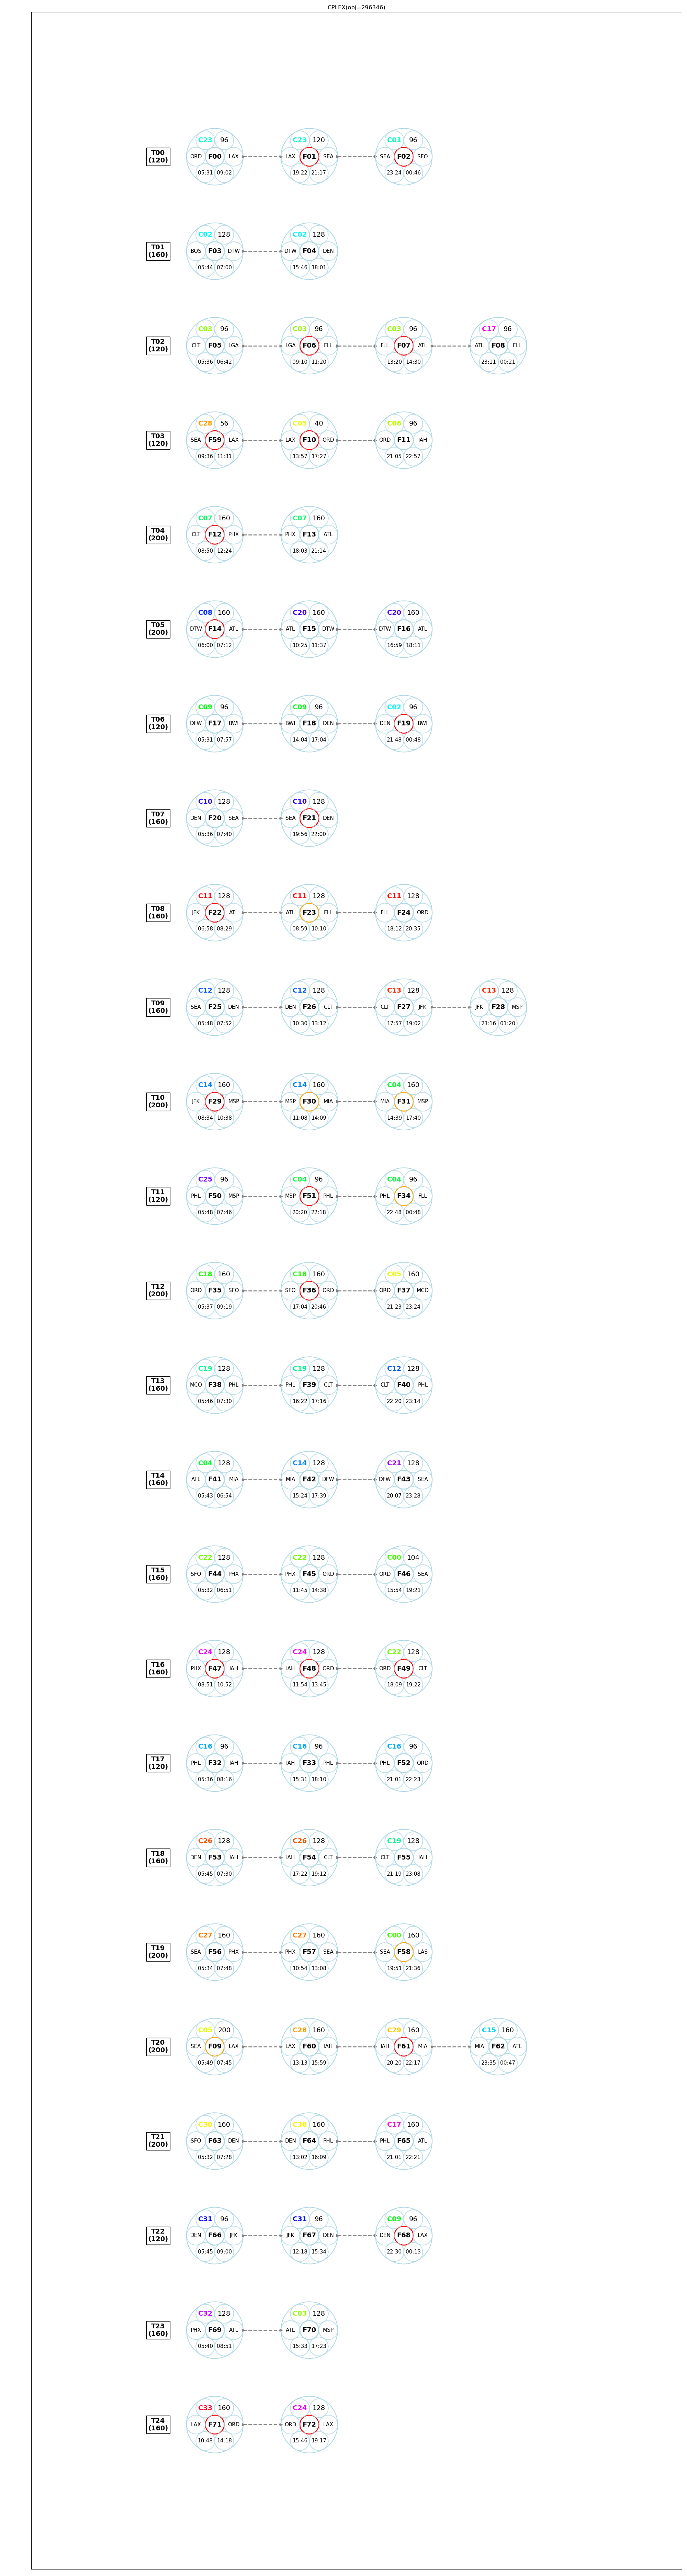 CPLEX(obj=296346)
T00 (120)
C23 96 C23 120 C01 96
ORD F00 LAX LAX F01 SEA SEA F02 SFO
05:31 09:02 19:22 21:17 23:24 00:46
T01 (160)
C02 128 C02 128
BOS F03 DTW DTW F04 DEN
05:44 07:00 15:46 18:01
T02 (120)
C03 96 C03 96 C03 96 C17 96
CLT F05 LGA LGA F06 FLL FLL F07 ATL ATL F08 FLL
05:36 06:42 09:10 11:20 13:20 14:30 23:11 00:21
T03 (120)
C28 56 C05 40 C06 96
SEA F59 LAX LAX F10 ORD ORD F11 IAH
09:36 11:31 13:57 17:27 21:05 22:57
T04 (200)
C07 160 C07 160
CLT F12 PHX PHX F13 ATL
08:50 12:24 18:03 21:14
T05 (200)
C08 160 C20 160 C20 160
DTW F14 ATL ATL F15 DTW DTW F16 ATL
06:00 07:12 10:25 11:37 16:59 18:11
T06 (120)
C09 96 C09 96 C02 96
DFW F17 BWI BWI F18 DEN DEN F19 BWI
05:31 07:57 14:04 17:04 21:48 00:48
T07 (160)
C10 128 C10 128
DEN F20 SEA SEA F21 DEN
05:36 07:40 19:56 22:00
T08 (160)
C11 128 C11 128 C11 128
JFK F22 ATL ATL F23 FLL FLL F24 ORD
06:58 08:29 08:59 10:10 18:12 20:35
T09 (160)
C12 128 C12 128 C13 128 C13 128
SEA F25 DEN DEN F26 CLT CLT F27 JFK JFK F28 MSP
05:48 07:52 10:30 13:12 17:57 19:02 23:16 01:20
T10 (200)
C14 160 C14 160 C04 160
JFK F29 MSP MSP F30 MIA MIA F31 MSP
08:34 10:38 11:08 14:09 14:39 17:40
T11 (120)
C25 96 C04 96 C04 96
PHL F50 MSP MSP F51 PHL PHL F34 FLL
05:48 07:46 20:20 22:18 22:48 00:48
T12 (200)
C18 160 C18 160 C05 160
ORD F35 SFO SFO F36 ORD ORD F37 MCO
05:37 09:19 17:04 20:46 21:23 23:24
T13 (160)
C19 128 C19 128 C12 128
MCO F38 PHL PHL F39 CLT CLT F40 PHL
05:46 07:30 16:22 17:16 22:20 23:14
T14 (160)
C04 128 C14 128 C21 128
ATL F41 MIA MIA F42 DFW DFW F43 SEA
05:43 06:54 15:24 17:39 20:07 23:28
T15 (160)
C22 128 C22 128 C00 104
SFO F44 PHX PHX F45 ORD ORD F46 SEA
05:32 06:51 11:45 14:38 15:54 19:21
T16 (160)
C24 128 C24 128 C22 128
PHX F47 IAH IAH F48 ORD ORD F49 CLT
08:51 10:52 11:54 13:45 18:09 19:22
T17 (120)
C16 96 C16 96 C16 96
PHL F32 IAH IAH F33 PHL PHL F52 ORD
05:36 08:16 15:31 18:10 21:01 22:23
T18 (160)
C26 128 C26 128 C19 128
DEN F53 IAH IAH F54 CLT CLT F55 IAH
05:45 07:30 17:22 19:12 21:19 23:08
T19 (200)
C27 160 C27 160 C00 160
SEA F56 PHX PHX F57 SEA SEA F58 LAS
05:34 07:48 10:54 13:08 19:51 21:36
T20 (200)
C05 200 C28 160 C29 160 C15 160
SEA F09 LAX LAX F60 IAH IAH F61 MIA MIA F62 ATL
05:49 07:45 13:13 15:59 20:20 22:17 23:35 00:47
T21 (200)
C30 160 C30 160 C17 160
SFO F63 DEN DEN F64 PHL PHL F65 ATL
05:32 07:28 13:02 16:09 21:01 22:21
T22 (120)
C31 96 C31 96 C09 96
DEN F66 JFK JFK F67 DEN DEN F68 LAX
05:45 09:00 12:18 15:34 22:30 00:13
T23 (160)
C32 128 C03 128
PHX F69 ATL ATL F70 MSP
05:40 08:51 15:33 17:23
T24 (160)
C33 160 C24 128
LAX F71 ORD ORD F72 LAX
10:48 14:18 15:46 19:17